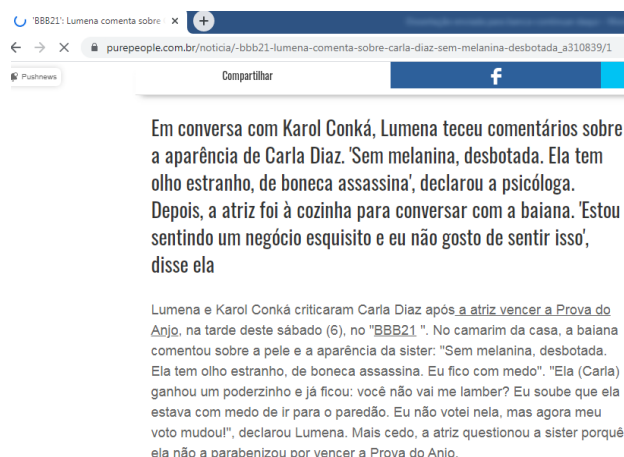 'BBB21': Lumena comenta sobre
purepeople.com.br/noticia/-bbb21-lumena-comenta-sobre-carla-diaz-sem-melanina-desbotada_a310839/1
Pushnews
Compartilhar
Em conversa com Karol Conká, Lumena teceu comentários sobre
a aparência de Carla Diaz. 'Sem melanina, desbotada. Ela tem
olho estranho, de boneca assassina', declarou a psicóloga.
Depois, a atriz foi à cozinha para conversar com a baiana. 'Estou
sentindo um negócio esquisito e eu não gosto de sentir isso',
disse ela
Lumena e Karol Conká criticaram Carla Diaz após a atriz vencer a Prova do
Anjo, na tarde deste sábado (6), no "BBB21 ". No camarim da casa, a baiana
comentou sobre a pele e a aparência da sister: "Sem melanina, desbotada.
Ela tem olho estranho, de boneca assassina. Eu fico com medo". "Ela (Carla)
ganhou um poderzinho e já ficou: você não vai me lamber? Eu soube que ela
estava com medo de ir para o paredão. Eu não votei nela, mas agora meu
voto mudou!", declarou Lumena. Mais cedo, a atriz questionou a sister porquê
ela não a parabenizou por vencer a Prova do Anjo.